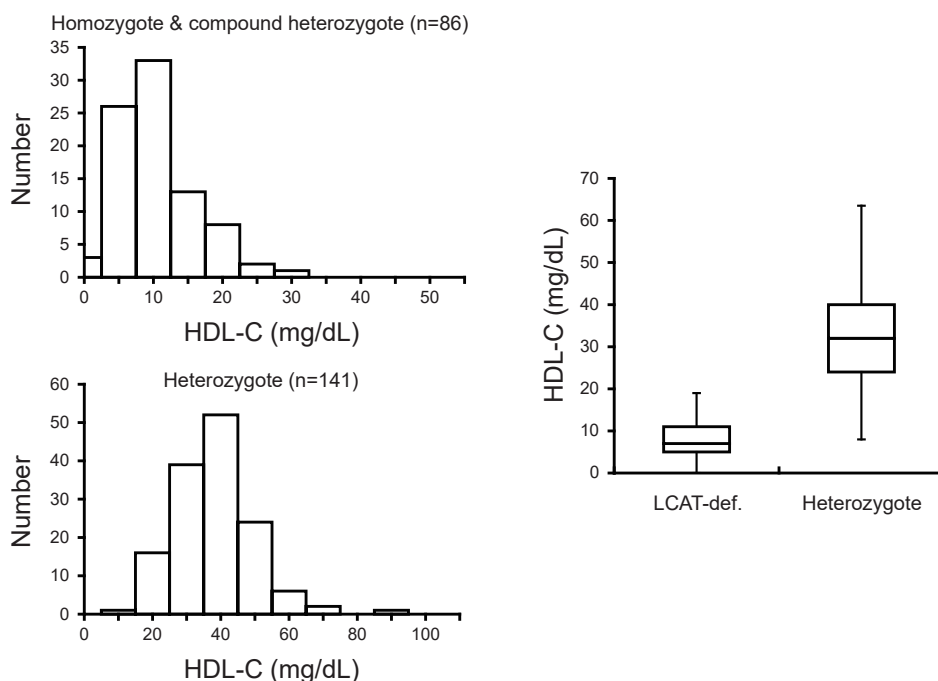 Homozygote & compound heterozygote (n=86)
35
30
25
20
15
10
5
0
Number
0 10 20 30 40 50
HDL-C (mg/dL)
Heterozygote (n=141)
60
50
40
30
20
10
0
Number
0 20 40 60 80 100
HDL-C (mg/dL)
70
60
50
40
30
20
10
0
HDL-C (mg/dL)
LCAT-def. Heterozygote